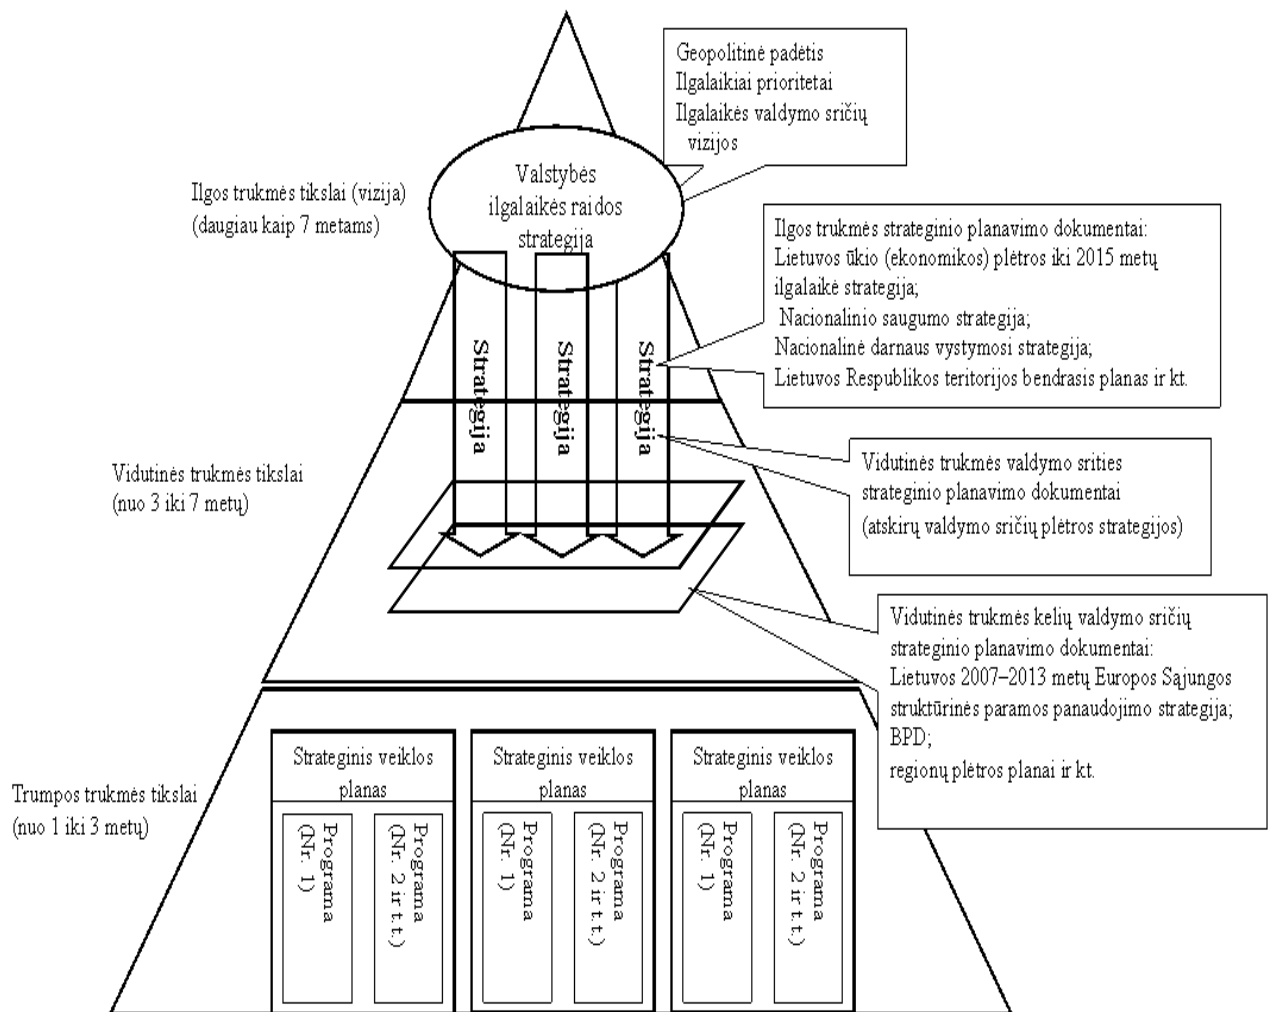 Geopolitinė padėtis
Ilgalaikiai prioritetai
Ilgalaikės valdymo sričių
vizijos
Valstybės
ilgalaikės raidos
strategija
Ilgos trukmės tikslai (vizija)
(daugiau kaip 7 metams)
Ilgos trukmės strateginio planavimo dokumentai:
Lietuvos ūkio (ekonomikos) plėtros iki 2015 metų
ilgalaikė strategija;
Nacionalinio saugumo strategija;
Nacionalinė darnaus vystymosi strategija;
Lietuvos Respublikos teritorijos bendrasis planas ir kt.
Strategija
Strategija
Strategija
Vidutinės trukmės tikslai
(nuo 3 iki 7 metų)
Vidutinės trukmės valdymo srities
strateginio planavimo dokumentai
(atskirų valdymo sričių plėtros strategijos)
Vidutinės trukmės kelių valdymo sričių
strateginio planavimo dokumentai:
Lietuvos 2007–2013 metų Europos Sąjungos
struktūrinės paramos panaudojimo strategija;
BPD;
regionų plėtros planai ir kt.
Trumpos trukmės tikslai
(nuo 1 iki 3 metų)
Strateginis veiklos
planas
Programa
(Nr. 1)
Programa
(Nr. 2 ir t.t.)
Strateginis veiklos
planas
Programa
(Nr. 1)
Programa
(Nr. 2 ir t.t.)
Strateginis veiklos
planas
Programa
(Nr. 1)
Programa
(Nr. 2 ir t.t.)